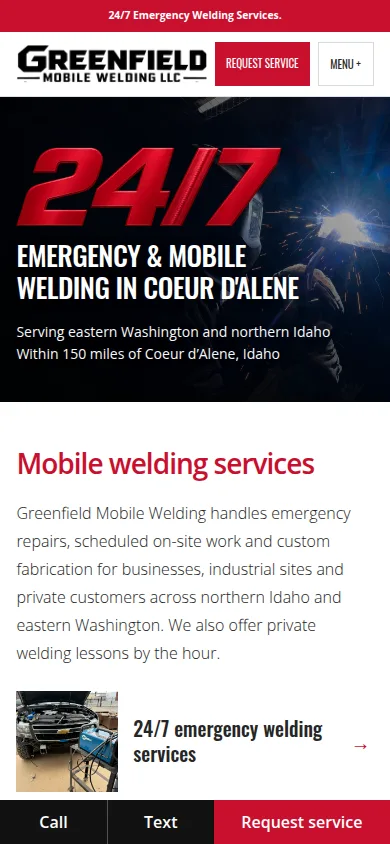 24/7 Emergency Welding Services.
GREENFIELD
MOBILE WELDING LLC
REQUEST SERVICE
MENU +
24/7
EMERGENCY & MOBILE
WELDING IN COEUR D'ALENE
Serving eastern Washington and northern Idaho
Within 150 miles of Coeur d’Alene, Idaho
Mobile welding services
Greenfield Mobile Welding handles emergency
repairs, scheduled on-site work and custom
fabrication for businesses, industrial sites and
private customers across northern Idaho and
eastern Washington. We also offer private
welding lessons by the hour.
24/7 emergency welding
services
→
Call
Text
Request service